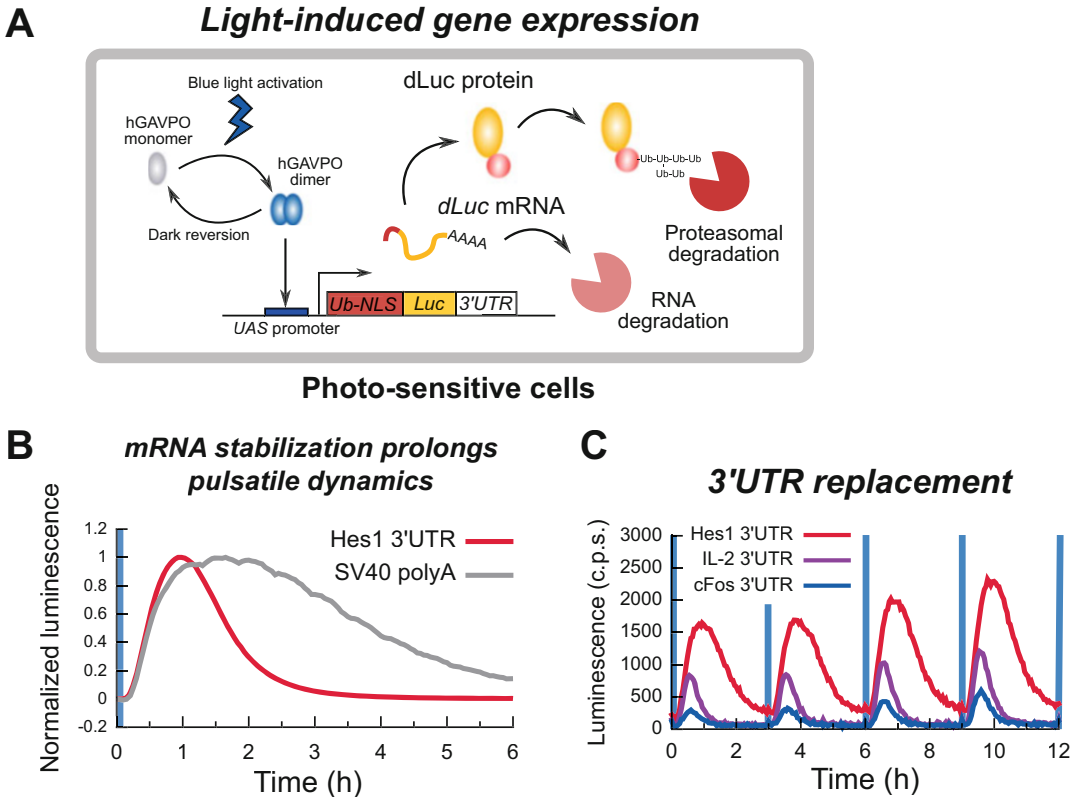 A
Light-induced gene expression
Blue light activation
hGAVPO
monomer
hGAVPO
dimer
Dark reversion
UAS promoter
Ub-NLS
Luc
3'UTR
dLuc protein
dLuc mRNA
AAAA
-Ub-Ub-Ub-Ub
Ub-Ub
Proteasomal
degradation
RNA
degradation
Photo-sensitive cells
B
mRNA stabilization prolongs
pulsatile dynamics
Normalized luminescence
1.2
1
0.8
0.6
0.4
0.2
0
-0.2
Hes1 3'UTR
SV40 polyA
0
1
2
3
4
5
6
Time (h)
C
3'UTR replacement
Luminescence (c.p.s.)
3000
2500
2000
1500
1000
500
0
Hes1 3'UTR
IL-2 3'UTR
cFos 3'UTR
0
2
4
6
8
10
12
Time (h)